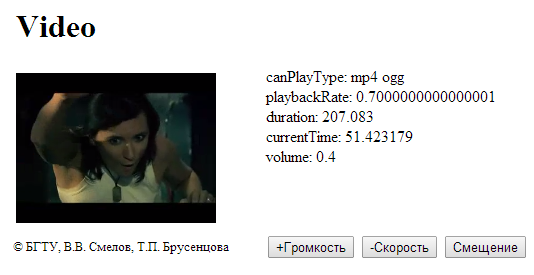 Video
canPlayType: mp4 ogg
playbackRate: 0.7000000000000001
duration: 207.083
currentTime: 51.423179
volume: 0.4
© БГТУ, В.В. Смелов, Т.П. Брусенцова
+Громкость -Скорость Смещение